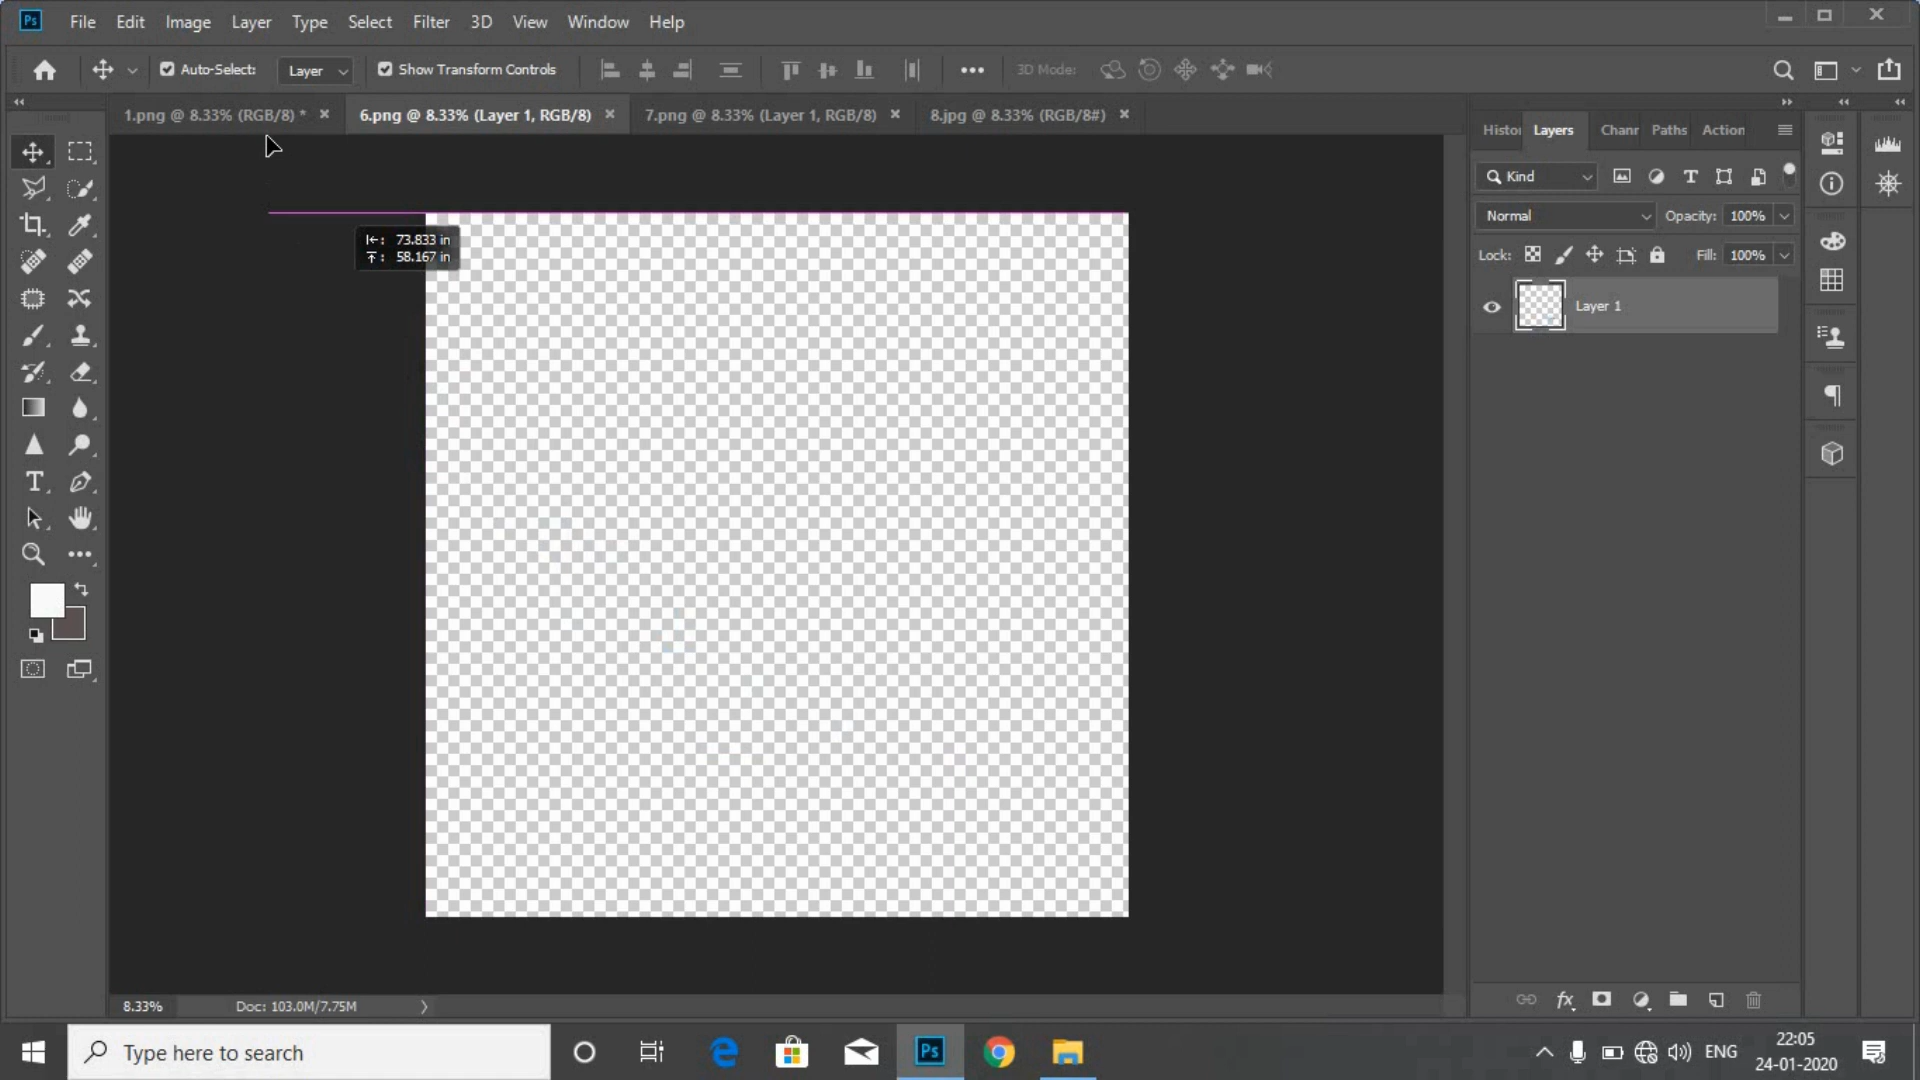 Ps File Edit Image Layer Type Select Filter 3D View Window Help
Auto-Select: Layer Show Transform Controls 3D Mode:
1.png @ 8.33% (RGB/8) * × 6.png @ 8.33% (Layer 1, RGB/8) × 7.png @ 8.33% (Layer 1, RGB/8) × 8.jpg @ 8.33% (RGB/8#) ×
Histo Layers Chann Paths Action
Kind
Normal Opacity: 100%
Lock: Fill: 100%
Layer 1
73.833 in
58.167 in
fx
8.33% Doc: 103.0M/7.75M
Type here to search
Ps
ENG
22:05
24-01-2020